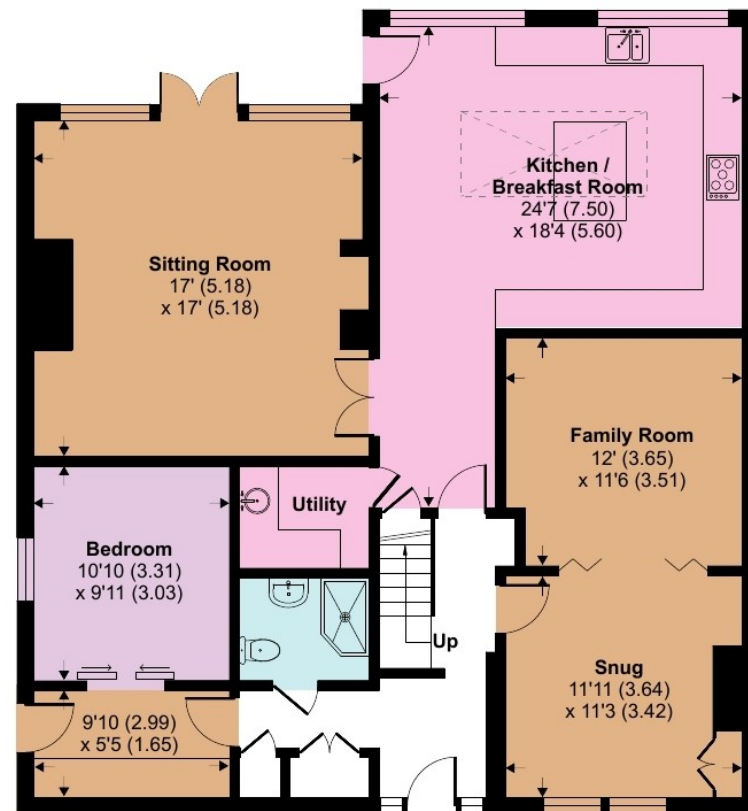 Kitchen /
Breakfast Room
24'7 (7.50)
x 18'4 (5.60)
Sitting Room
17' (5.18)
x 17' (5.18)
Family Room
12' (3.65)
x 11'6 (3.51)
Utility
Bedroom
10'10 (3.31)
x 9'11 (3.03)
Up
Snug
11'11 (3.64)
x 11'3 (3.42)
9'10 (2.99)
x 5'5 (1.65)